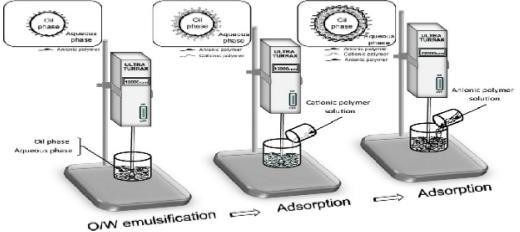 Oil
phase
Aqueous
phase
Anionic polymer
Oil
phase
Aqueous
phase
Anionic polymer
Cationic polymer
Oil
phase
Aqueous
phase
Anionic polymer
Cationic polymer
Anionic polymer
ULTRA
TURRAX
ULTRA
TURRAX
ULTRA
TURRAX
Oil phase
Aqueous phase
Cationic polymer
solution
Anionic polymer
solution
O/W emulsification
Adsorption
Adsorption